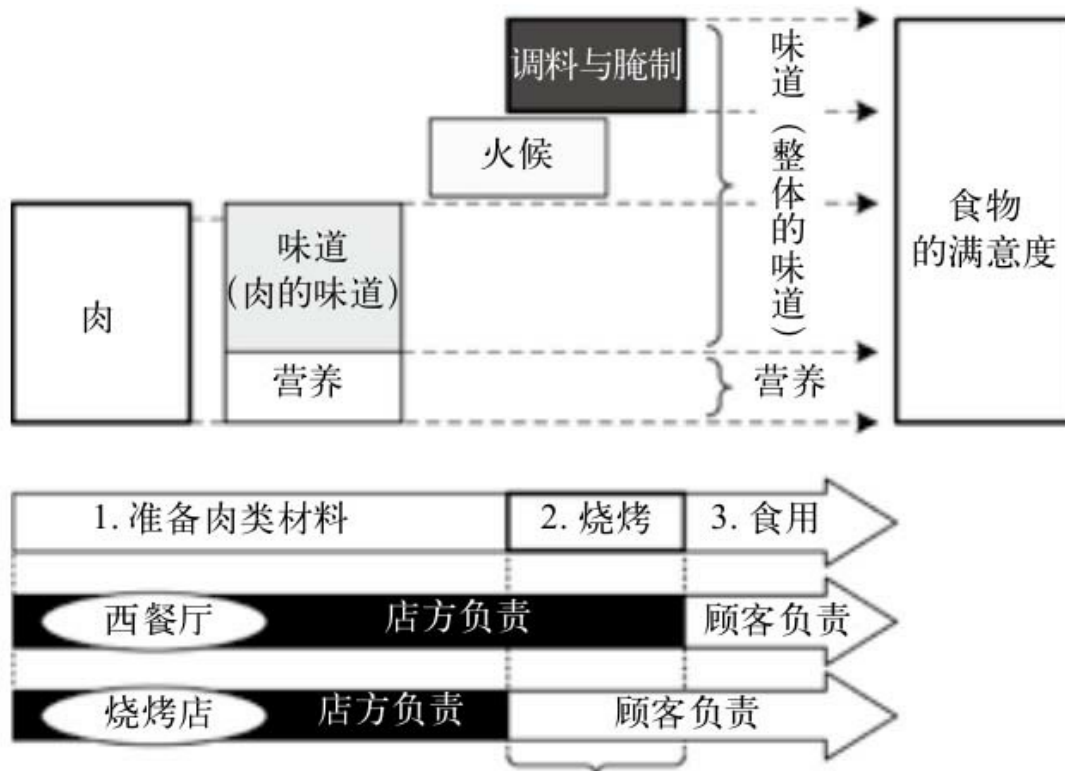 调料与腌制
火候
味道
(肉的味道)
肉
营养
味道(整体的味道)
营养
食物
的满意度
1. 准备肉类材料
2. 烧烤
3. 食用
西餐厅
店方负责
顾客负责
烧烤店
店方负责
顾客负责